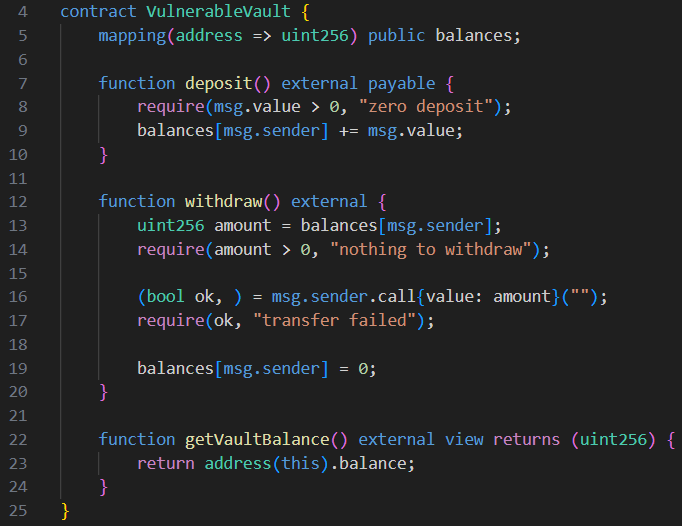 4 contract VulnerableVault {
5     mapping(address => uint256) public balances;
6
7     function deposit() external payable {
8         require(msg.value > 0, "zero deposit");
9         balances[msg.sender] += msg.value;
10     }
11
12     function withdraw() external {
13         uint256 amount = balances[msg.sender];
14         require(amount > 0, "nothing to withdraw");
15
16         (bool ok, ) = msg.sender.call{value: amount}("");
17         require(ok, "transfer failed");
18
19         balances[msg.sender] = 0;
20     }
21
22     function getVaultBalance() external view returns (uint256) {
23         return address(this).balance;
24     }
25 }